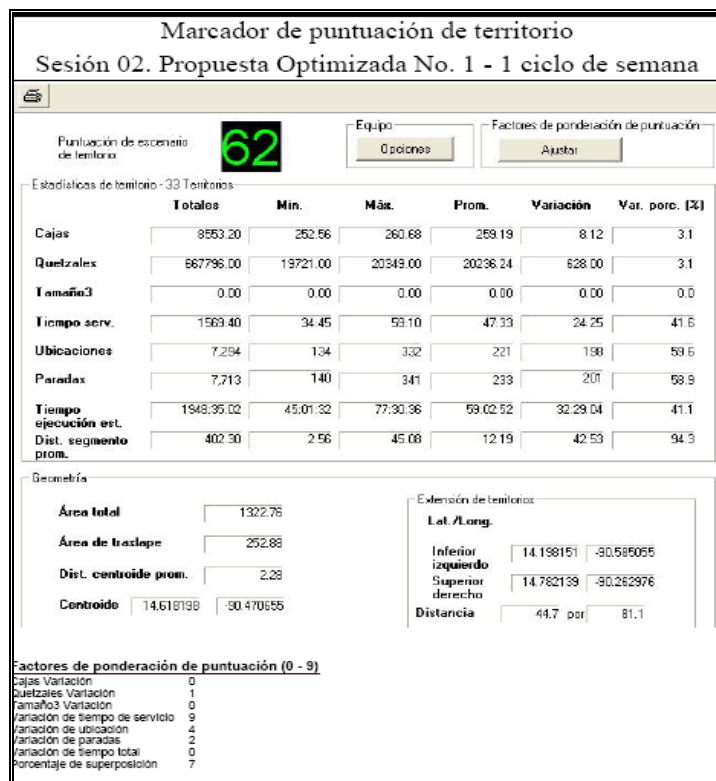 Marcador de puntuación de territorio
Sesión 02. Propuesta Optimizada No. 1 - 1 ciclo de semana
Puntuación de escenario de territorio 62 Equipo Opciones Factores de ponderación de puntuación Ajustar
Estadísticas de territorio - 33 Territorios
Totales Min. Máx. Prom. Variación Var. porc. (%)
Cajas 8553.20 252.56 260.68 259.19 8.12 3.1
Quetzales 667796.00 19721.00 20349.00 20236.24 628.00 3.1
Tamaño3 0.00 0.00 0.00 0.00 0.00 0.0
Tiempo serv. 1569:40 34:45 59:10 47:33 24:25 41.6
Ubicaciones 7,294 134 332 221 198 59.6
Paradas 7,713 140 341 233 201 58.9
Tiempo ejecución est. 1948:35:02 45:01:32 77:30:36 59:02:52 32:29:04 41.1
Dist. segmento prom. 402.30 2.56 45.08 12.19 42.53 94.3
Geometría
Área total 1322.76
Área de traslape 252.88
Dist. centroide prom. 2.28
Centroide 14.618198 -90.470655
Extensión de territorios
Lat./Long.
Inferior izquierdo 14.198151 -90.585055
Superior derecho 14.782139 -90.262976
Distancia 44.7 por 81.1
Factores de ponderación de puntuación (0 - 9)
Cajas Variación 0
Quetzales Variación 1
Tamaño3 Variación 0
Variación de tiempo de servicio 9
Variación de ubicación 4
Variación de paradas 2
Variación de tiempo total 0
Porcentaje de superposición 7